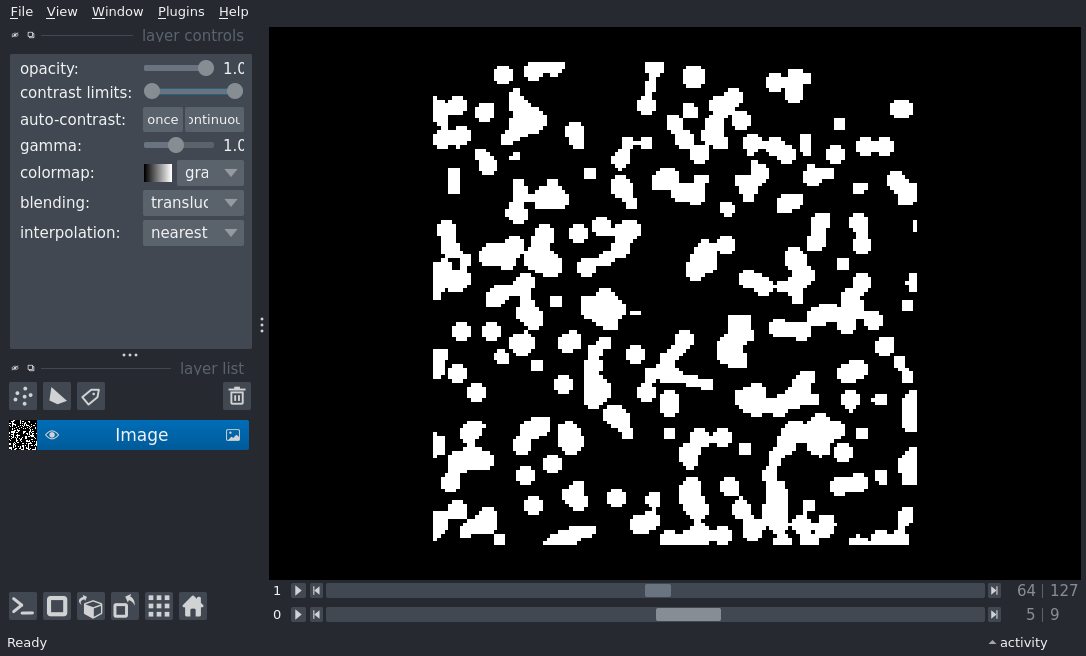 File View Window Plugins Help
layer controls
opacity: 1.0
contrast limits:
auto-contrast: once ontinuou
gamma: 1.0
colormap: gra
blending: transluc
interpolation: nearest
layer list
Image
1 64 | 127
0 5 | 9
Ready activity